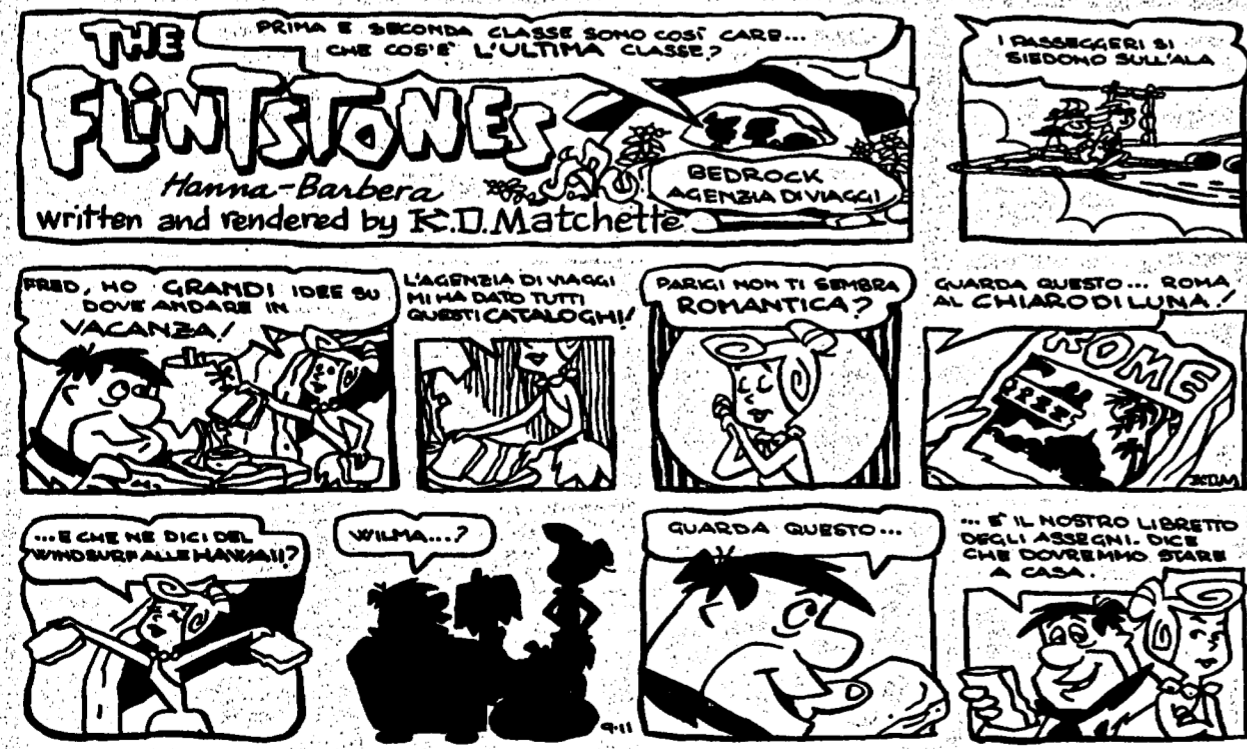 THE
FLINTSTONES
Hanna-Barbera
written and rendered by K.D.Matchette
PRIMA E SECONDA CLASSE SONO COSÌ CARE...
CHE COS'E' L'ULTIMA CLASSE?
BEDROCK
AGENZIA DI VIAGGI
I PASSEGGERI SI
SIEDONO SULL'ALA
FRED, HO GRANDI IDEE SU
DOVE ANDARE IN
VACANZA!
L'AGENZIA DI VIAGGI
MI HA DATO TUTTI
QUESTI CATALOGHI!
PARIGI NON TI SEMBRA
ROMANTICA?
GUARDA QUESTO... ROMA
AL CHIARO DI LUNA!
ROME
KDM
...E CHE NE DICI DEL
WINDSURF ALLE HAWAII?
WILMA...?
9-11
GUARDA QUESTO...
... E' IL NOSTRO LIBRETTO
DEGLI ASSEGNI. DICE
CHE DOVREMMO STARE
A CASA.